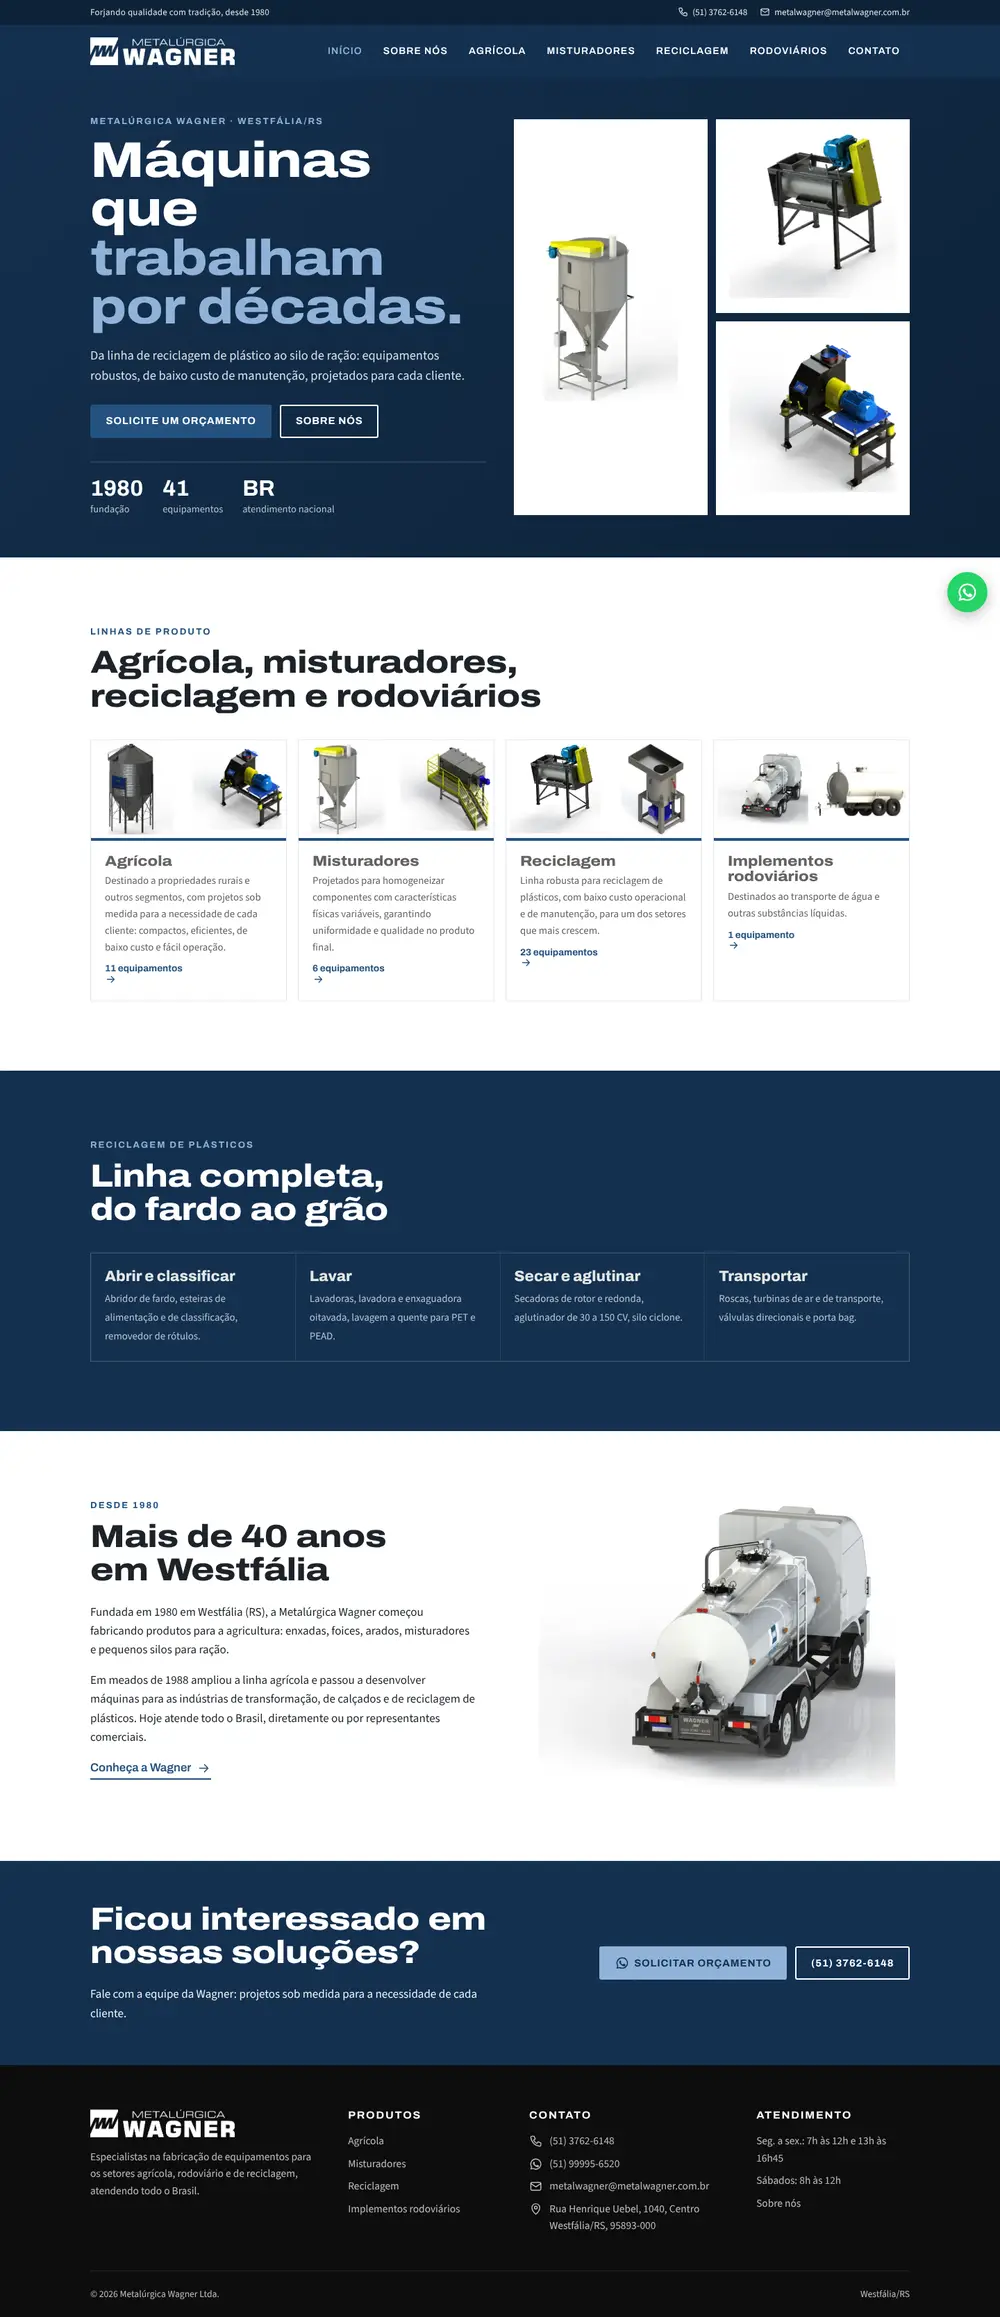 Forjando qualidade com tradição, desde 1980
(51) 3762-6148
metalwagner@metalwagner.com.br
METALÚRGICA
WAGNER
INÍCIO
SOBRE NÓS
AGRÍCOLA
MISTURADORES
RECICLAGEM
RODOVIÁRIOS
CONTATO
METALÚRGICA WAGNER · WESTFÁLIA/RS
Máquinas
que
trabalham
por décadas.
Da linha de reciclagem de plástico ao silo de ração: equipamentos
robustos, de baixo custo de manutenção, projetados para cada cliente.
SOLICITE UM ORÇAMENTO
SOBRE NÓS
1980
fundação
41
equipamentos
BR
atendimento nacional
LINHAS DE PRODUTO
Agrícola, misturadores,
reciclagem e rodoviários
Agrícola
Destinado a propriedades rurais e
outros segmentos, com projetos sob
medida para a necessidade de cada
cliente: compactos, eficientes, de
baixo custo e fácil operação.
11 equipamentos
→
Misturadores
Projetados para homogeneizar
componentes com características
físicas variáveis, garantindo
uniformidade e qualidade no produto
final.
6 equipamentos
→
Reciclagem
Linha robusta para reciclagem de
plásticos, com baixo custo operacional
e de manutenção, para um dos setores
que mais crescem.
23 equipamentos
→
Implementos
rodoviários
Destinados ao transporte de água e
outras substâncias líquidas.
1 equipamento
→
RECICLAGEM DE PLÁSTICOS
Linha completa,
do fardo ao grão
Abrir e classificar
Abridor de fardo, esteiras de
alimentação e de classificação,
removedor de rótulos.
Lavar
Lavadoras, lavadora e enxaguadora
oitavada, lavagem a quente para PET e
PEAD.
Secar e aglutinar
Secadoras de rotor e redonda,
aglutinador de 30 a 150 CV, silo ciclone.
Transportar
Roscas, turbinas de ar e de transporte,
válvulas direcionais e porta bag.
DESDE 1980
Mais de 40 anos
em Westfália
Fundada em 1980 em Westfália (RS), a Metalúrgica Wagner começou
fabricando produtos para a agricultura: enxadas, foices, arados, misturadores
e pequenos silos para ração.
Em meados de 1988 ampliou a linha agrícola e passou a desenvolver
máquinas para as indústrias de transformação, de calçados e de reciclagem de
plásticos. Hoje atende todo o Brasil, diretamente ou por representantes
comerciais.
Conheça a Wagner →
WAGNER
Ficou interessado em
nossas soluções?
Fale com a equipe da Wagner: projetos sob medida para a necessidade de cada
cliente.
SOLICITAR ORÇAMENTO
(51) 3762-6148
METALÚRGICA
WAGNER
Especialistas na fabricação de equipamentos para
os setores agrícola, rodoviário e de reciclagem,
atendendo todo o Brasil.
PRODUTOS
Agrícola
Misturadores
Reciclagem
Implementos rodoviários
CONTATO
(51) 3762-6148
(51) 99995-6520
metalwagner@metalwagner.com.br
Rua Henrique Uebel, 1040, Centro
Westfália/RS, 95893-000
ATENDIMENTO
Seg. a sex.: 7h às 12h e 13h às
16h45
Sábados: 8h às 12h
Sobre nós
© 2026 Metalúrgica Wagner Ltda.
Westfália/RS